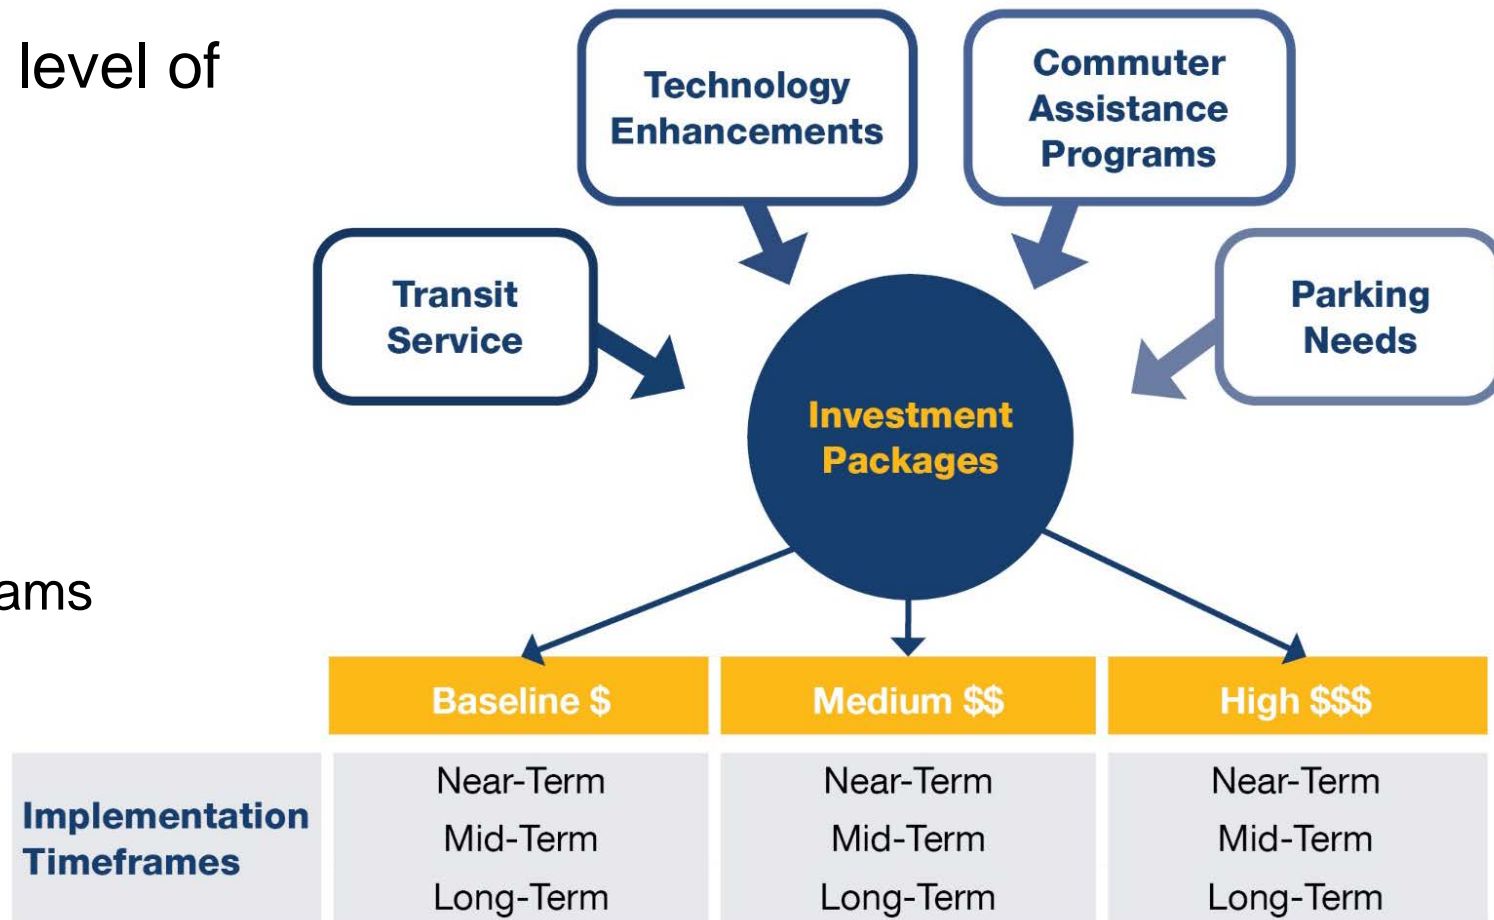 level of
Technology
Enhancements
Commuter
Assistance
Programs
Transit
Service
Parking
Needs
Investment
Packages
ams
Baseline $
Medium $$
High $$$
Implementation
Timeframes
Near-Term
Mid-Term
Long-Term
Near-Term
Mid-Term
Long-Term
Near-Term
Mid-Term
Long-Term